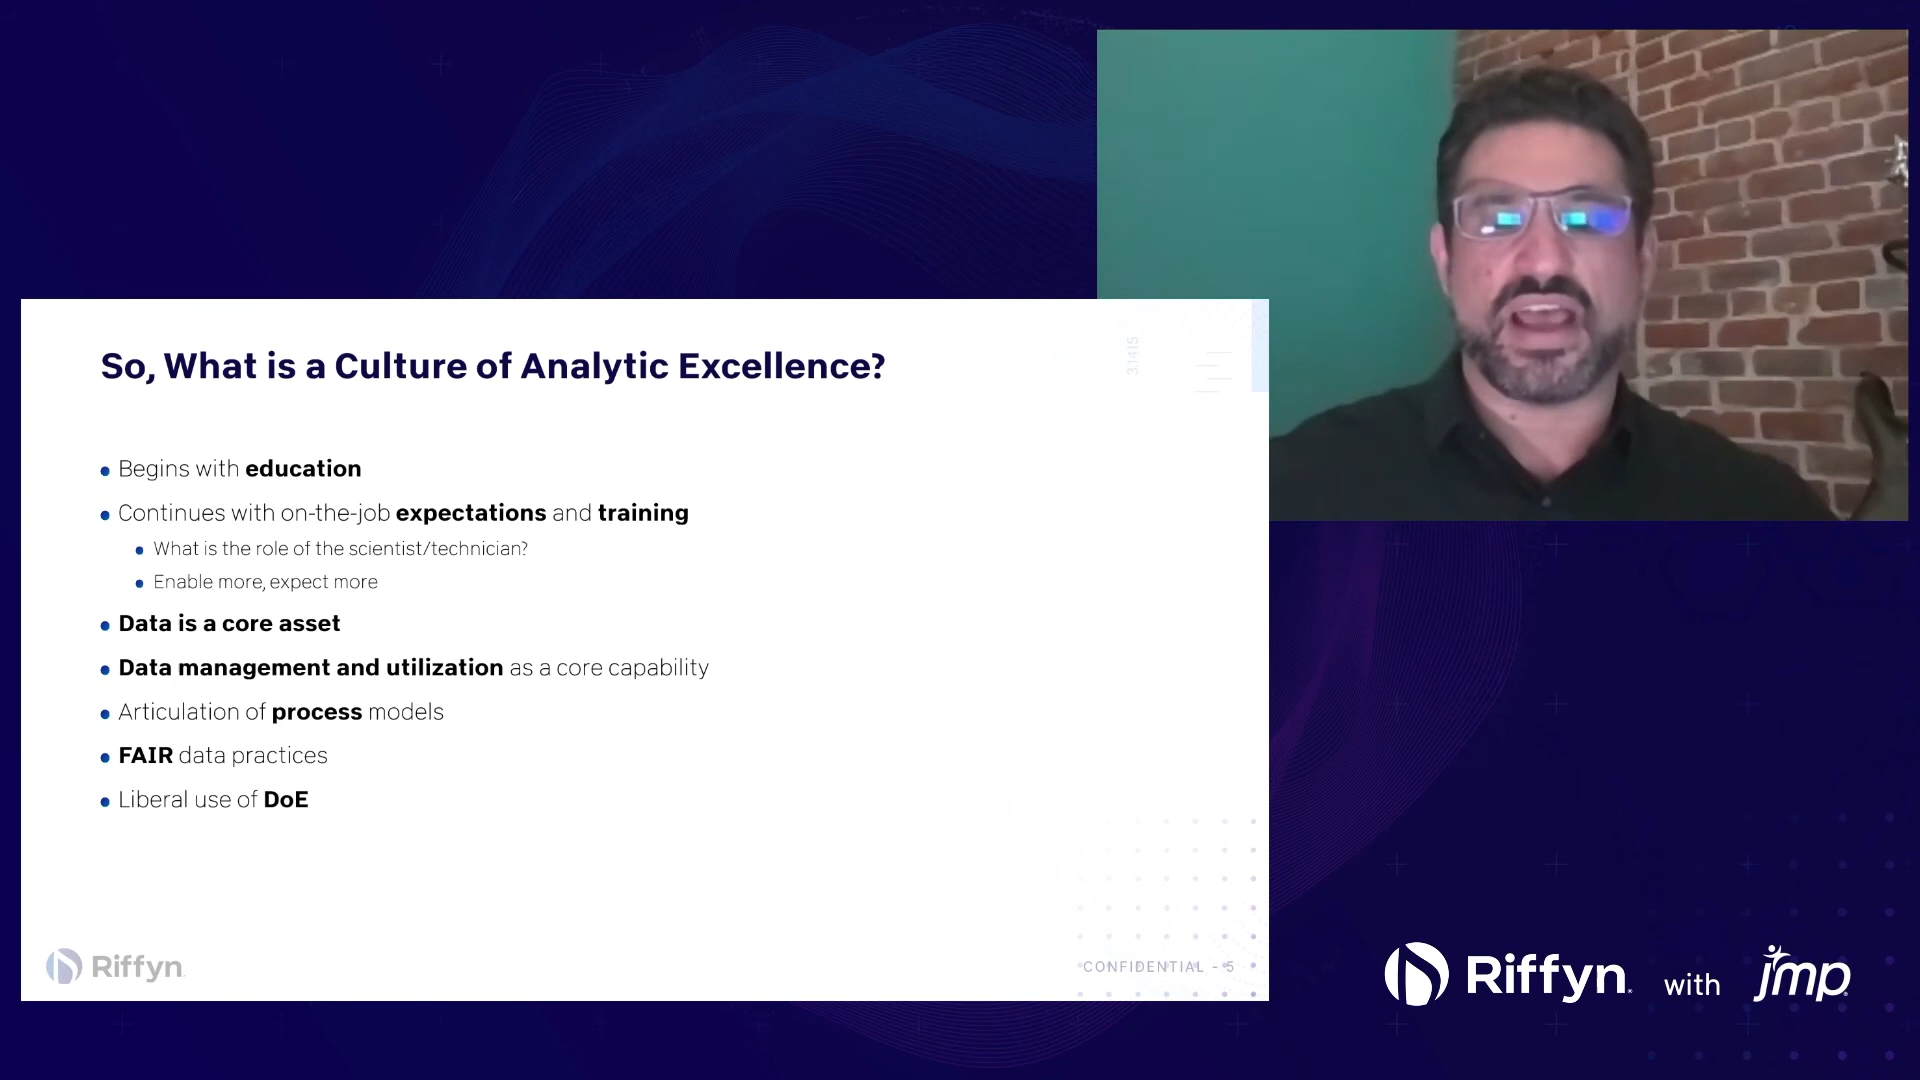 So, What is a Culture of Analytic Excellence?
3.1415
Begins with education
Continues with on-the-job expectations and training
What is the role of the scientist/technician?
Enable more, expect more
Data is a core asset
Data management and utilization as a core capability
Articulation of process models
FAIR data practices
Liberal use of DoE
Riffyn
CONFIDENTIAL - 5
Riffyn with jmp